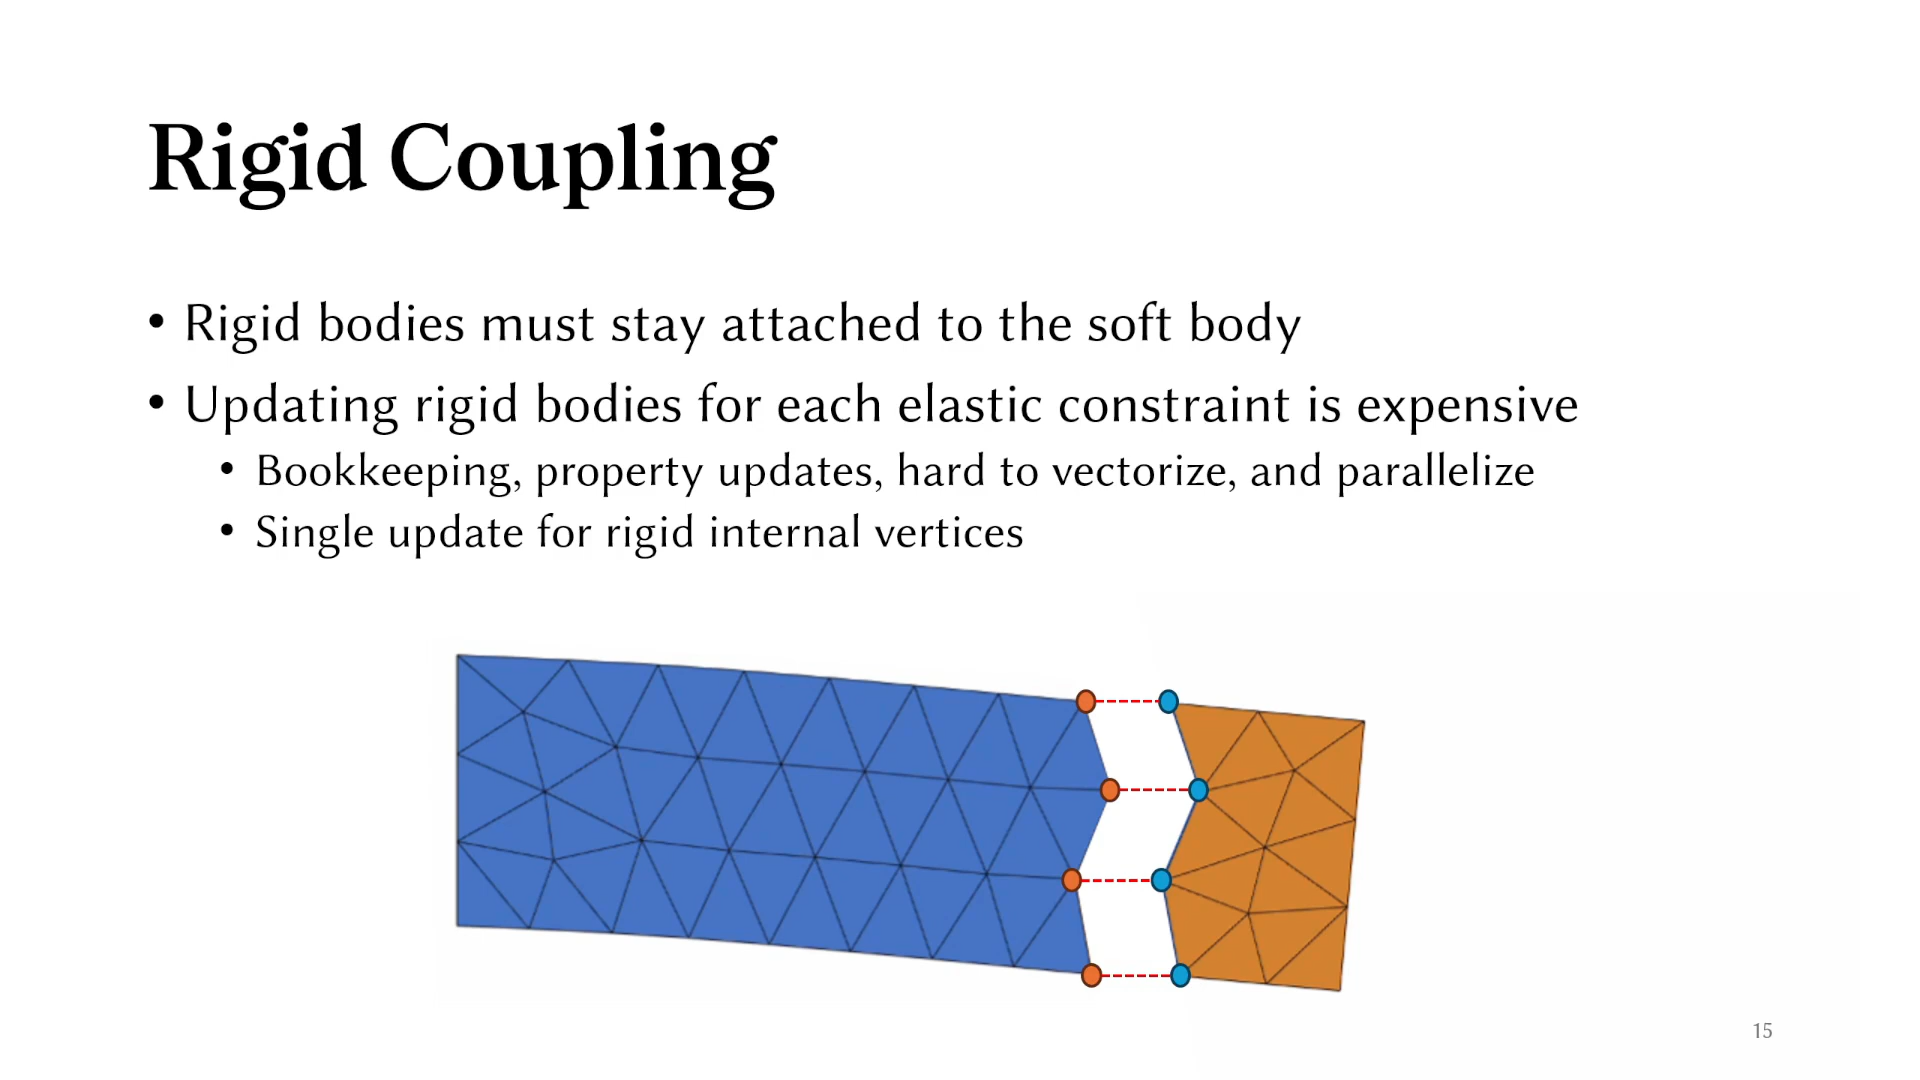 Rigid Coupling
• Rigid bodies must stay attached to the soft body
• Updating rigid bodies for each elastic constraint is expensive
• Bookkeeping, property updates, hard to vectorize, and parallelize
• Single update for rigid internal vertices
15